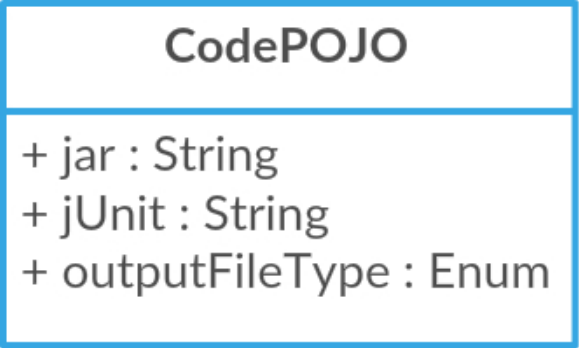 CodePOJO
+ jar : String
+ jUnit : String
+ outputFileType : Enum